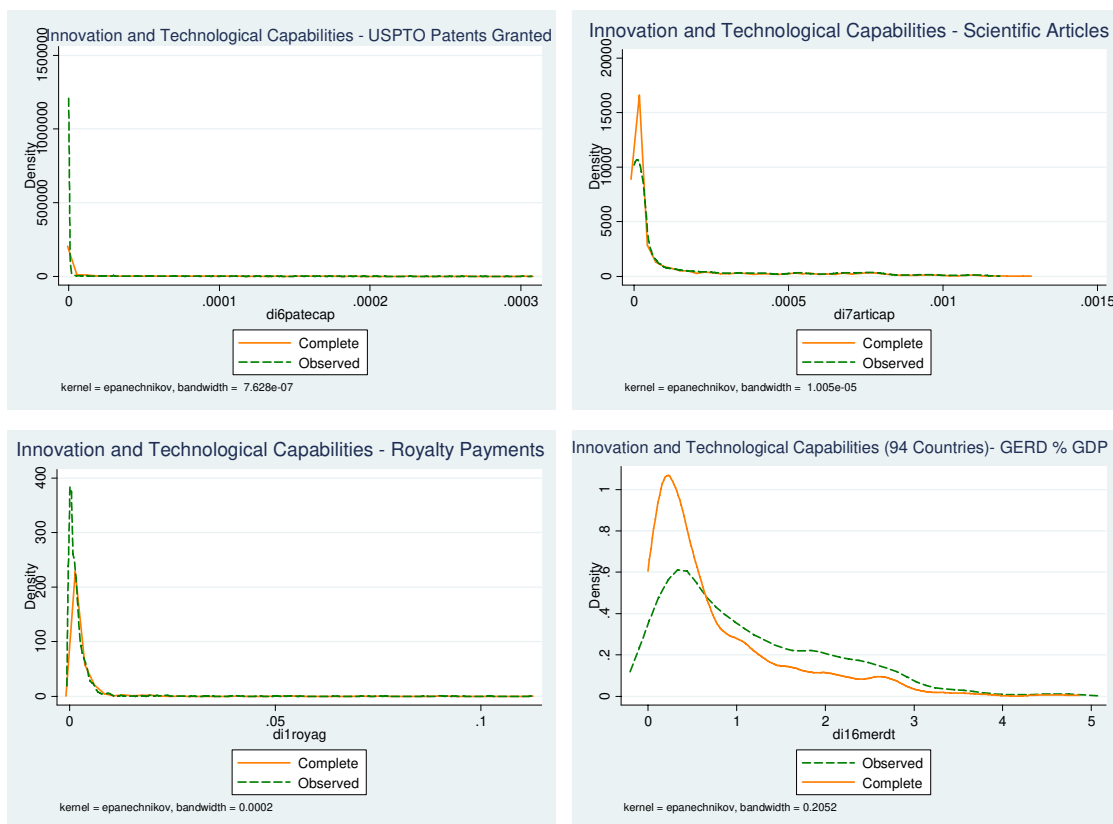 Innovation and Technological Capabilities - USPTO Patents Granted
Density
1500000
1000000
500000
0
0 .0001 .0002 .0003
di6patecap
Complete
Observed
kernel = epanechnikov, bandwidth = 7.628e-07
Innovation and Technological Capabilities - Scientific Articles
Density
20000
15000
10000
5000
0
0 .0005 .001 .0015
di7articap
Complete
Observed
kernel = epanechnikov, bandwidth = 1.005e-05
Innovation and Technological Capabilities - Royalty Payments
Density
400
300
200
100
0
0 .05 .1
di1royag
Complete
Observed
kernel = epanechnikov, bandwidth = 0.0002
Innovation and Technological Capabilities (94 Countries)- GERD % GDP
Density
1
.8
.6
.4
.2
0
0 1 2 3 4 5
di16merdt
Observed
Complete
kernel = epanechnikov, bandwidth = 0.2052